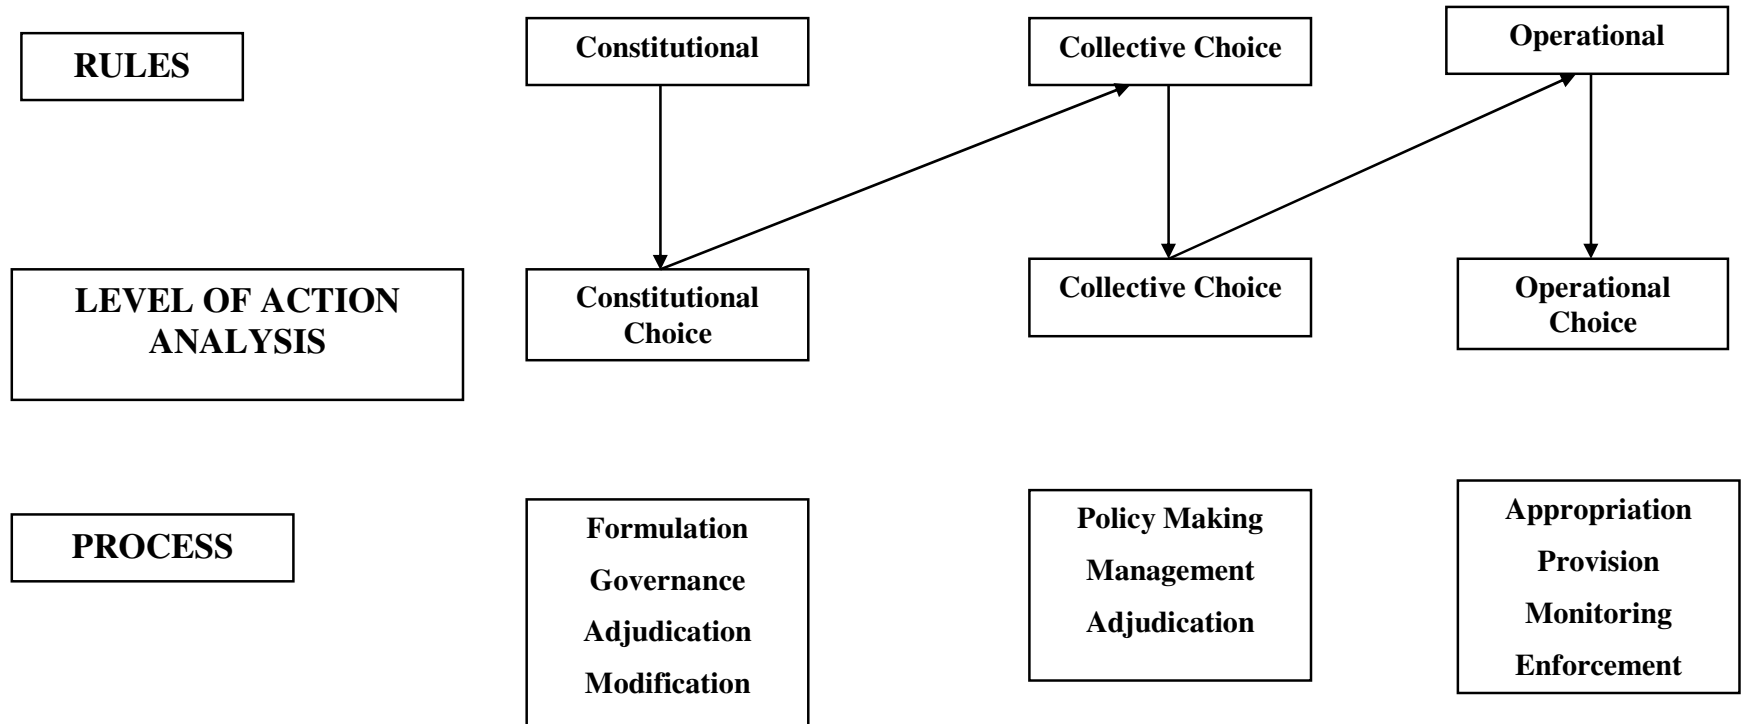 RULES
Constitutional
Collective Choice
Operational
LEVEL OF ACTION
ANALYSIS
Constitutional
Choice
Collective Choice
Operational
Choice
PROCESS
Formulation
Governance
Adjudication
Modification
Policy Making
Management
Adjudication
Appropriation
Provision
Monitoring
Enforcement